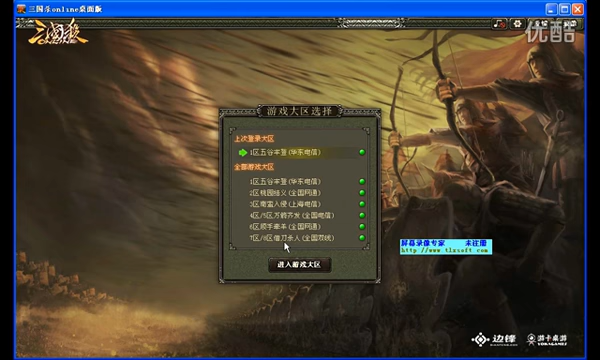 三国杀online桌面版
优酷
三国杀
ONLINE
游戏大区选择
上次登录大区
1区五谷丰登(华东电信)
全部游戏大区
1区五谷丰登(华东电信)
2区桃园结义(全国网通)
3区南蛮入侵(上海电信)
4区/5区万箭齐发(全国电信)
6区顺手牵羊(全国网通)
7区/8区借刀杀人(全国双线)
进入游戏大区
屏幕录像专家 未注册
http://www.tlxsoft.com
边锋
游卡桌游
YOKAGAMES